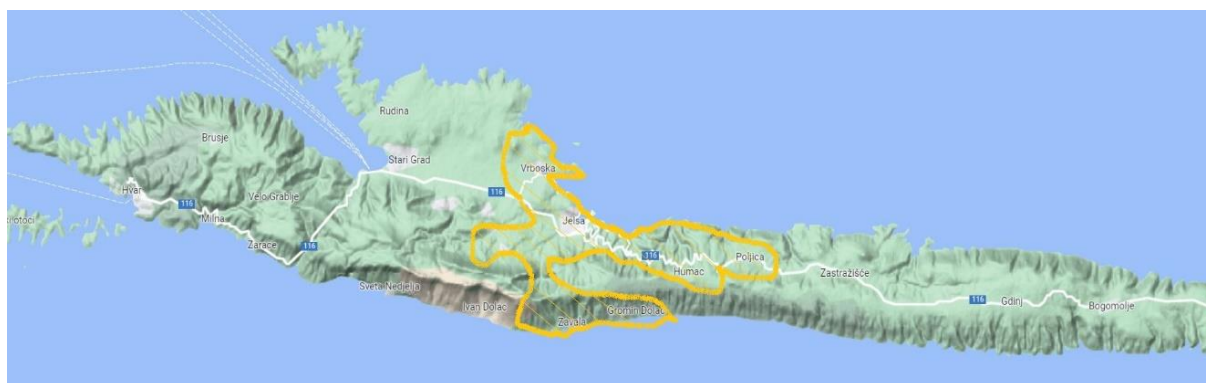 Rudina
Brusje
Stari Grad
Vrboska
Hvar
116
116
Velo Grablje
Milna
Jelsa
Zarace
116
116
Poljica
Humac
Zastražišće
Sveta Nedjelja
Ivan Dolac
Gromin Dolac
Zavala
116
Gdinj
Bogomolje